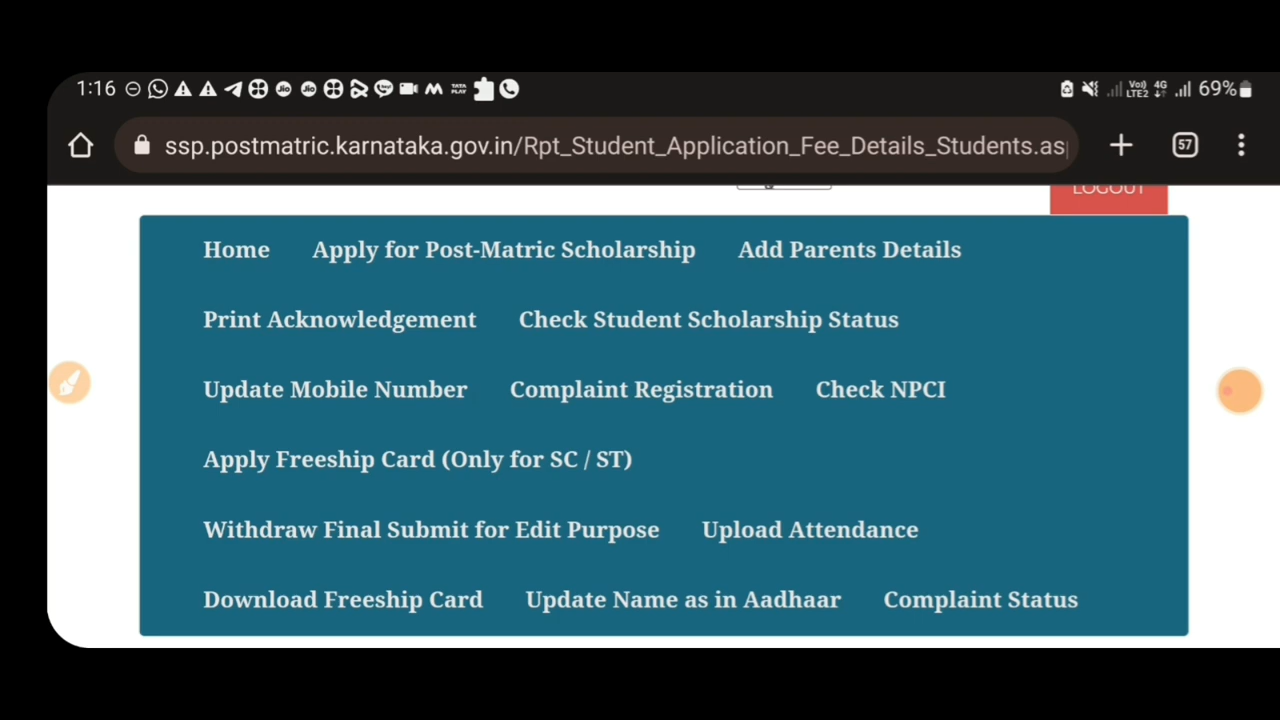 1:16 69%
ssp.postmatric.karnataka.gov.in/Rpt_Student_Application_Fee_Details_Students.as 57
LOGOUT
Home Apply for Post-Matric Scholarship Add Parents Details
Print Acknowledgement Check Student Scholarship Status
Update Mobile Number Complaint Registration Check NPCI
Apply Freeship Card (Only for SC / ST)
Withdraw Final Submit for Edit Purpose Upload Attendance
Download Freeship Card Update Name as in Aadhaar Complaint Status